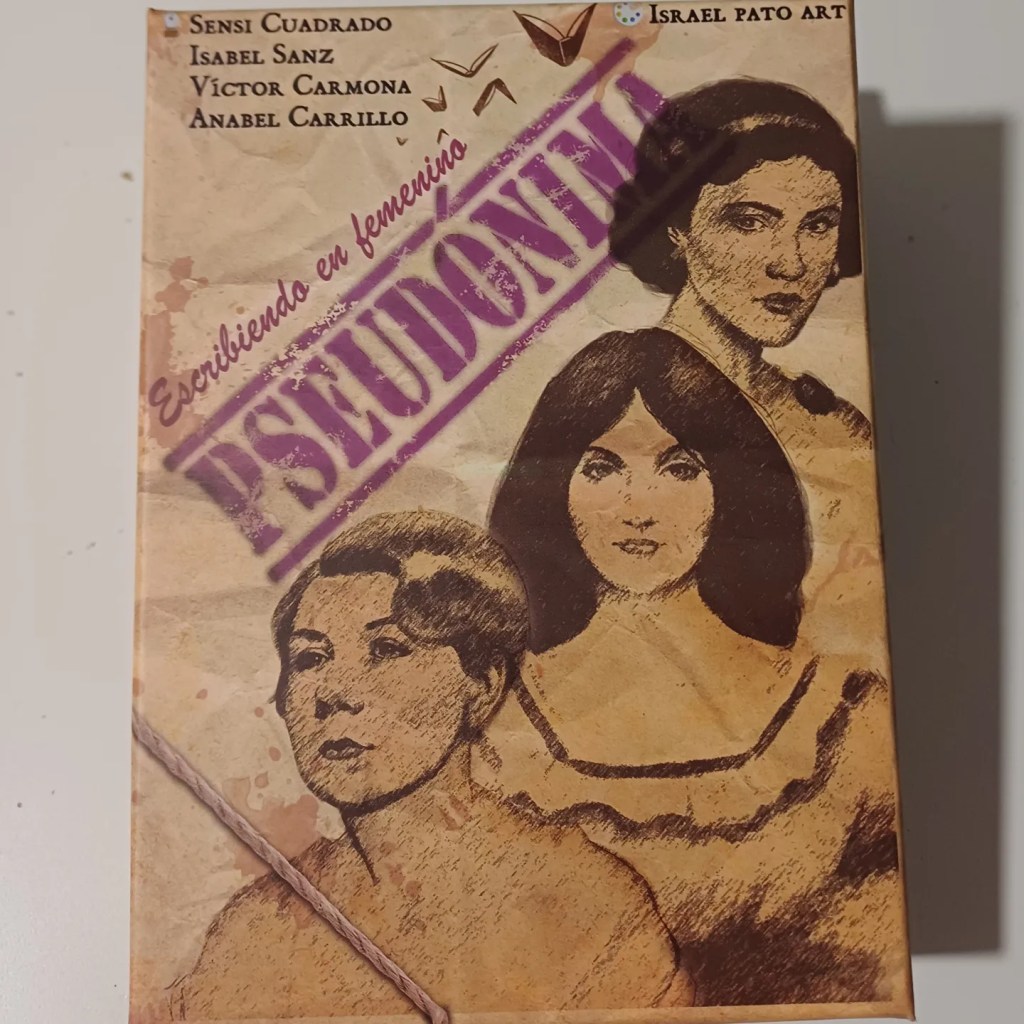 SENSI CUADRADO
ISABEL SANZ
VÍCTOR CARMONA
ANABEL CARRILLO
ISRAEL PATO ART
Escribiendo en femenino
PSEUDÓNIMA